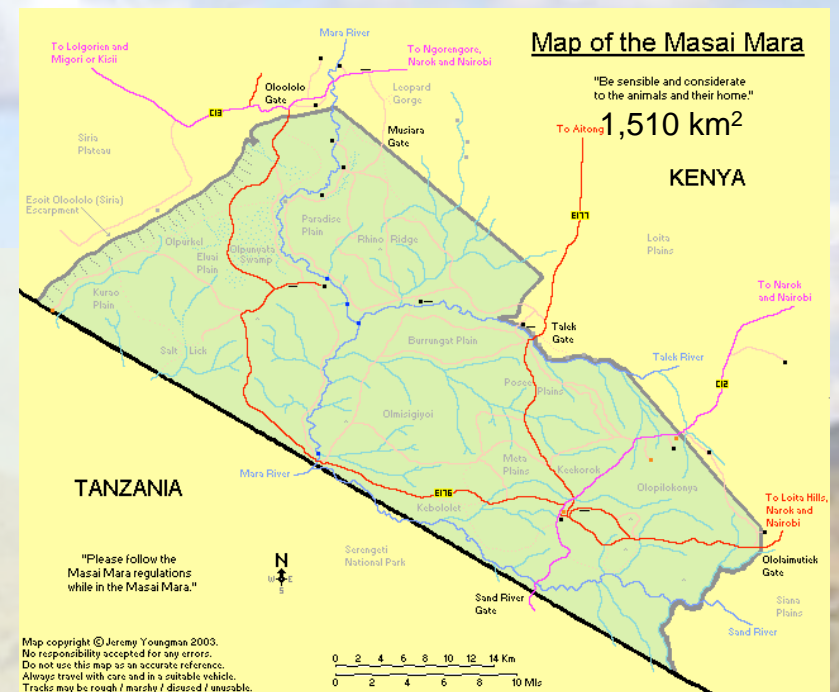 Map of the Masai Mara
"Be sensible and considerate
to the animals and their home."
1,510 km²
KENYA
To Lolgorien and
Migori or Kisii
Mara River
To Ngorengore,
Narok and Nairobi
C13
Oloololo
Gate
Leopard
Gorge
Musiara
Gate
To Aitong
E177
Siria
Plateau
Esoit Oloololo (Siria)
Escarpment
Paradise
Plain
Rhino Ridge
Loita
Plains
Olpurkel
Eluai
Plain
Olpunyata
Swamp
Kurao
Plain
To Narok
and Nairobi
Talek
Gate
Burrungat Plain
Salt Lick
Talek River
C12
Posee
Plains
Olmisigiyoi
Mara River
Meta
Plains
Keekorok
Olopilokonya
TANZANIA
E176
Kebololet
To Loita Hills,
Narok and
Nairobi
"Please follow the
Masai Mara regulations
while in the Masai Mara."
N
W
E
S
Serengeti
National Park
Ololaimutiek
Gate
Sand River
Gate
Siana
Plains
Sand River
Map copyright © Jeremy Youngman 2003.
No responsibility accepted for any errors.
Do not use this map as an accurate reference.
Always travel with care and in a suitable vehicle.
Tracks may be rough / marshy / disused / unusable.
0 2 4 6 8 10 12 14 Km
0 2 4 6 8 10 Mls